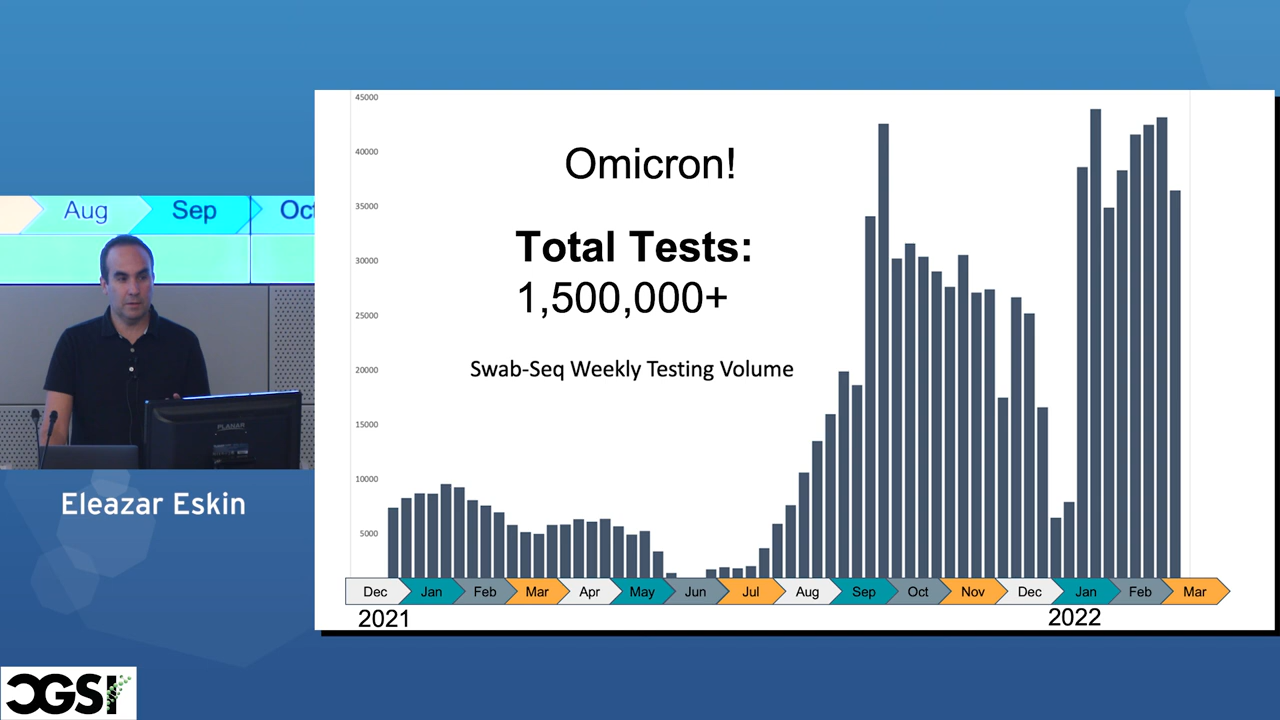 45000
40000
35000
30000
25000
20000
15000
10000
5000
Omicron!
Total Tests:
1,500,000+
Swab-Seq Weekly Testing Volume
Dec Jan Feb Mar Apr May Jun Jul Aug Sep Oct Nov Dec Jan Feb Mar
2021 2022
Aug Sep Oct
PLANAR
Eleazar Eskin
CGSI